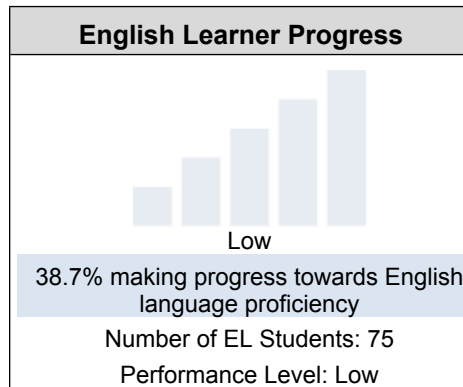 English Learner Progress
Low
38.7% making progress towards English
language proficiency
Number of EL Students: 75
Performance Level: Low